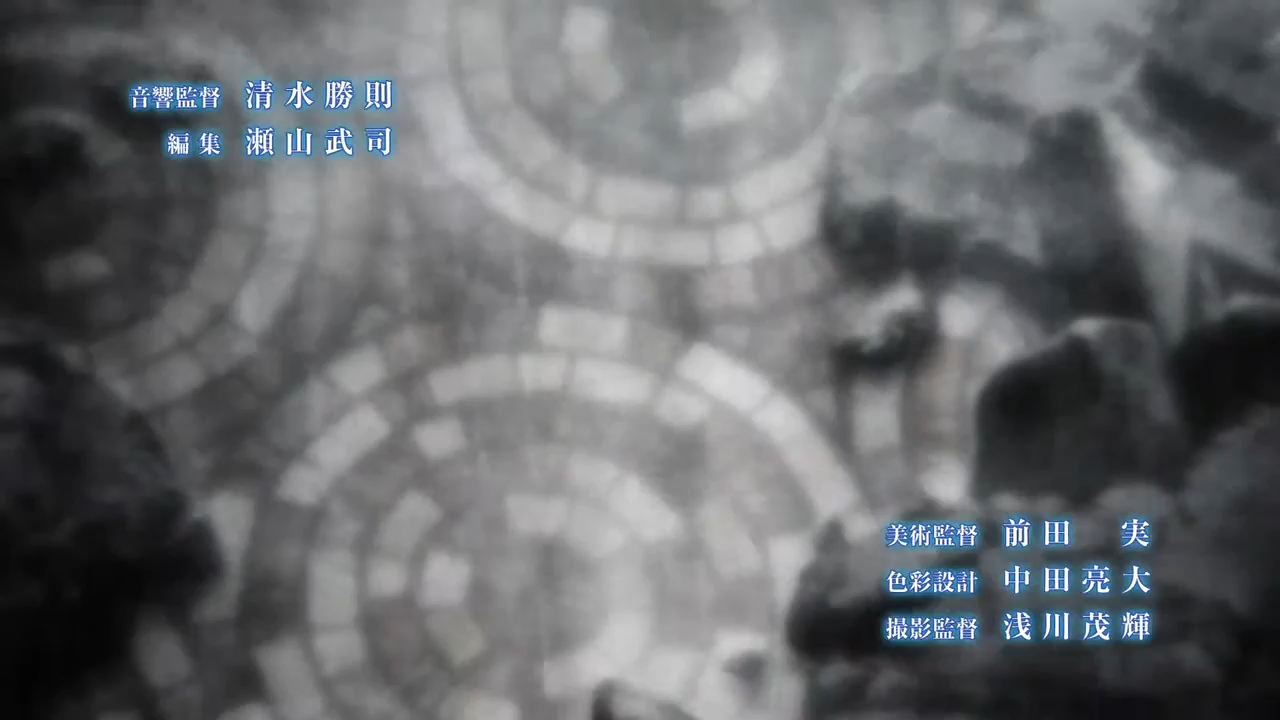 音響監督 清水勝則
編集 瀬山武司
美術監督 前田 実
色彩設計 中田亮大
撮影監督 浅川茂輝